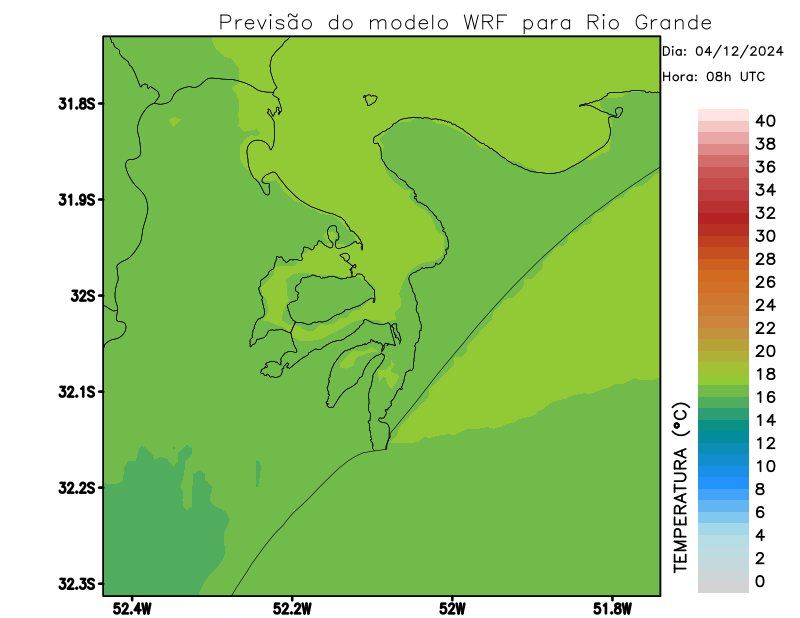 Previsão do modelo WRF para Rio Grande
Dia: 04/12/2024
Hora: 08h UTC
31.8S
31.9S
32S
32.1S
32.2S
32.3S
52.4W
52.2W
52W
51.8W
TEMPERATURA (°C)
40
38
36
34
32
30
28
26
24
22
20
18
16
14
12
10
8
6
4
2
0